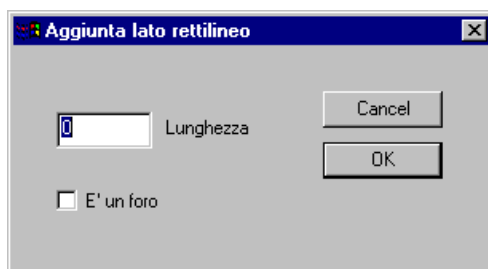 Aggiunta lato rettilineo
0 Lunghezza
Cancel
OK
E' un foro